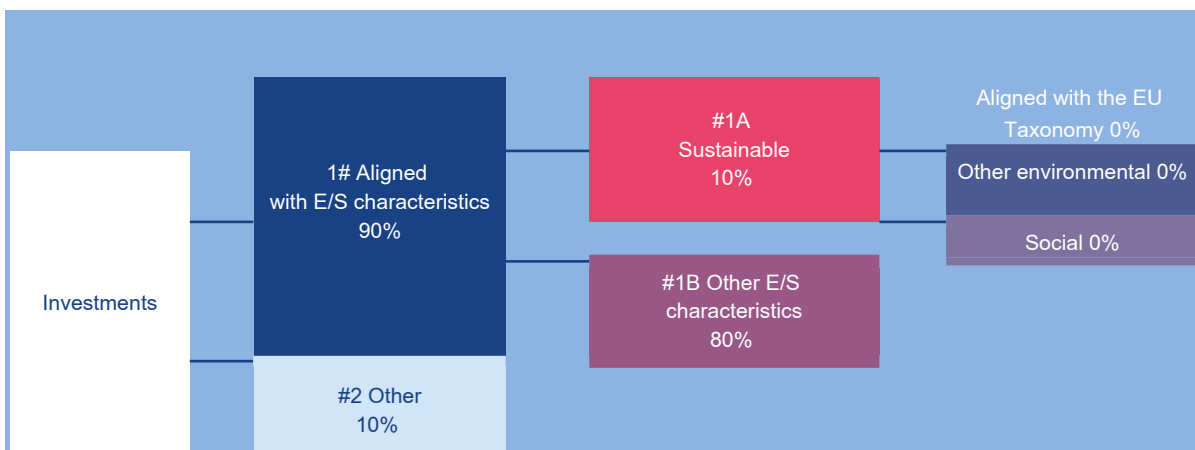 Investments
1# Aligned
with E/S characteristics
90%
#2 Other
10%
#1A
Sustainable
10%
#1B Other E/S
characteristics
80%
Aligned with the EU
Taxonomy 0%
Other environmental 0%
Social 0%